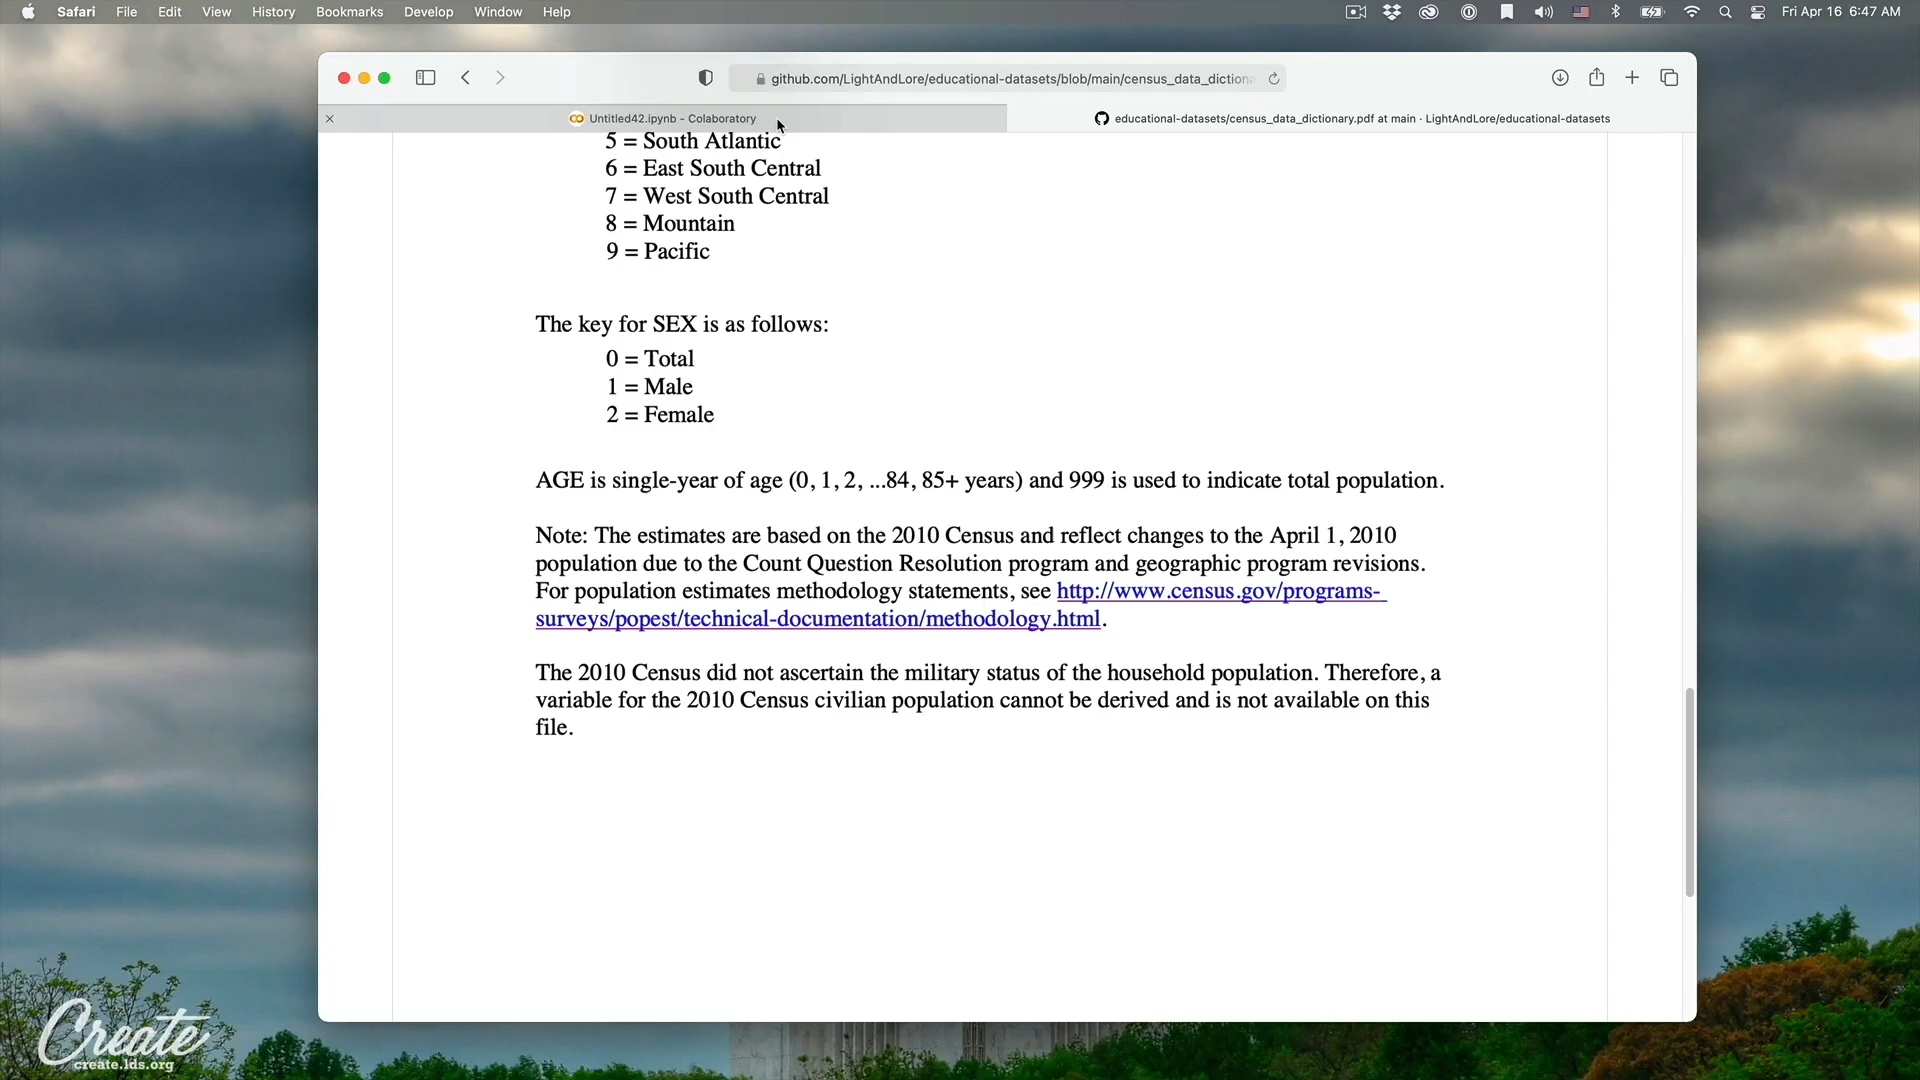 Safari File Edit View History Bookmarks Develop Window Help Fri Apr 16 6:47 AM
github.com/LightAndLore/educational-datasets/blob/main/census_data_diction
Untitled42.ipynb - Colaboratory
educational-datasets/census_data_dictionary.pdf at main · LightAndLore/educational-datasets
5 = South Atlantic
6 = East South Central
7 = West South Central
8 = Mountain
9 = Pacific
The key for SEX is as follows:
0 = Total
1 = Male
2 = Female
AGE is single-year of age (0, 1, 2, ...84, 85+ years) and 999 is used to indicate total population.
Note: The estimates are based on the 2010 Census and reflect changes to the April 1, 2010
population due to the Count Question Resolution program and geographic program revisions.
For population estimates methodology statements, see http://www.census.gov/programs-
surveys/popest/technical-documentation/methodology.html.
The 2010 Census did not ascertain the military status of the household population. Therefore, a
variable for the 2010 Census civilian population cannot be derived and is not available on this
file.
Create
create.lds.org